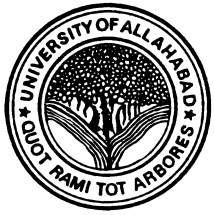 UNIVERSITY OF ALLAHABAD
QUOT RAMI TOT ARBORES